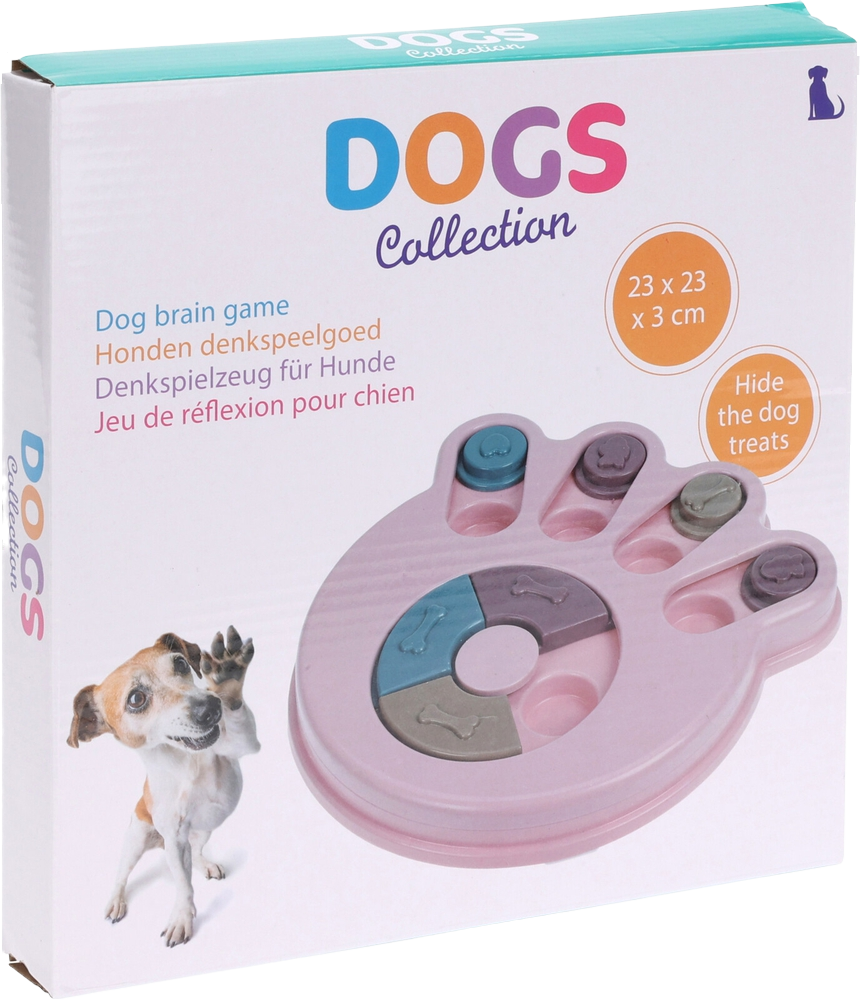 DOGS
Collection
DOGS
Collection
23 x 23
x 3 cm
Dog brain game
Honden denkspeelgoed
Denkspielzeug für Hunde
Jeu de réflexion pour chien
Hide
the dog
treats
DOGS
Collection